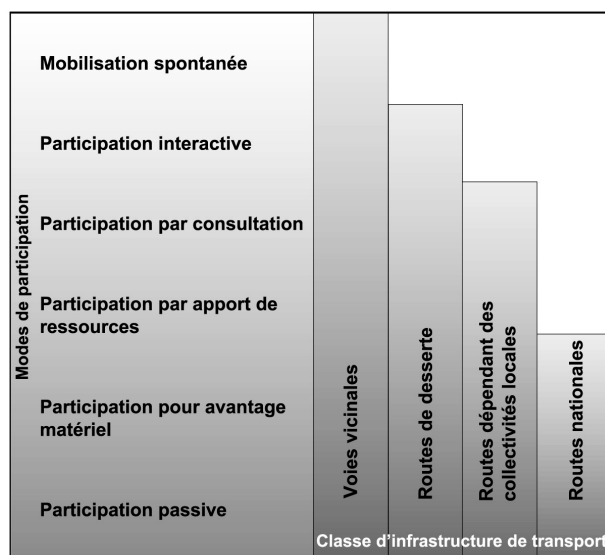 Modes de participation
Mobilisation spontanée
Participation interactive
Participation par consultation
Participation par apport de
ressources
Participation pour avantage
matériel
Participation passive
Voies vicinales
Routes de desserte
Routes dépendant des
collectivités locales
Routes nationales
Classe d'infrastructure de transport